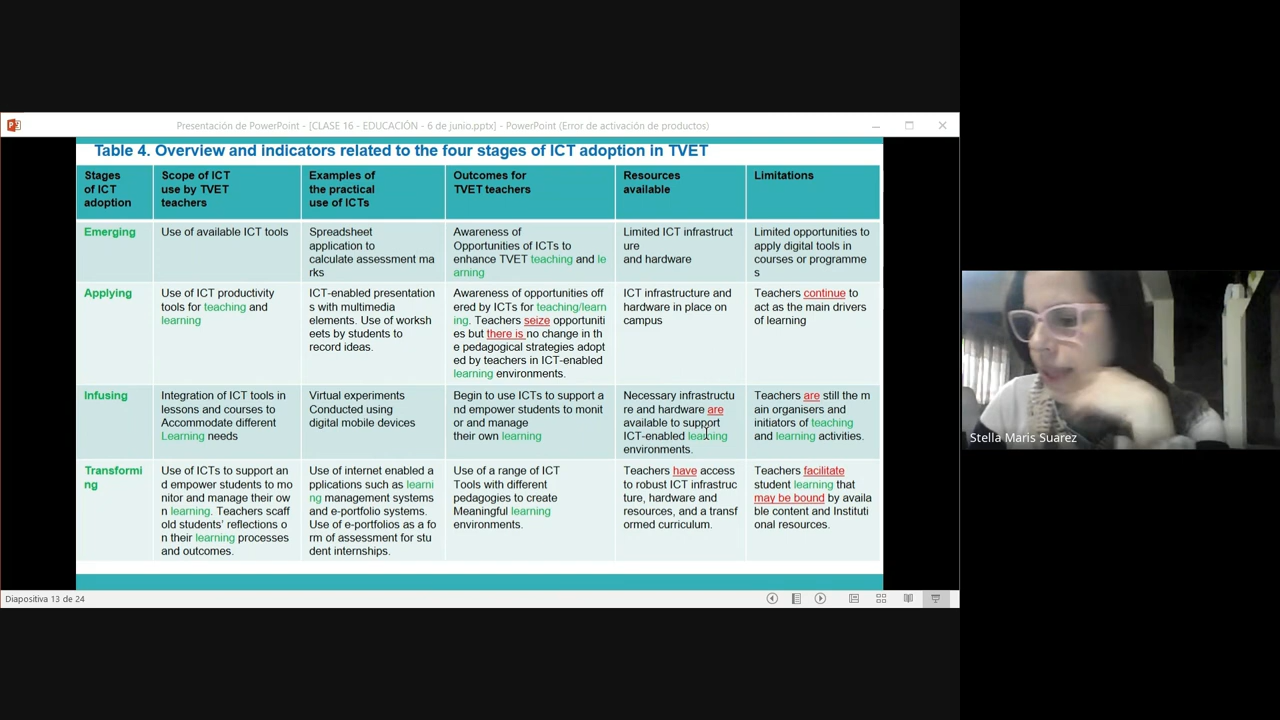 Presentación de PowerPoint - [CLASE 16 - EDUCACIÓN - 6 de junio.pptx] - PowerPoint (Error de activación de productos)
Table 4. Overview and indicators related to the four stages of ICT adoption in TVET
Stages
of ICT
adoption
Scope of ICT
use by TVET
teachers
Examples of
the practical
use of ICTs
Outcomes for
TVET teachers
Resources
available
Limitations
Emerging
Use of available ICT tools
Spreadsheet
application to
calculate assessment ma
rks
Awareness of
Opportunities of ICTs to
enhance TVET teaching and le
arning
Limited ICT infrastruct
ure
and hardware
Limited opportunities to
apply digital tools in
courses or programme
s
Applying
Use of ICT productivity
tools for teaching and
learning
ICT-enabled presentation
s with multimedia
elements. Use of worksh
eets by students to
record ideas.
Awareness of opportunities off
ered by ICTs for teaching/learn
ing. Teachers seize opportuniti
es but there is no change in th
e pedagogical strategies adopt
ed by teachers in ICT-enabled
learning environments.
ICT infrastructure and
hardware in place on
campus
Teachers continue to
act as the main drivers
of learning
Infusing
Integration of ICT tools in
lessons and courses to
Accommodate different
Learning needs
Virtual experiments
Conducted using
digital mobile devices
Begin to use ICTs to support a
nd empower students to monit
or and manage
their own learning
Necessary infrastructu
re and hardware are
available to support
ICT-enabled learning
environments.
Teachers are still the m
ain organisers and
initiators of teaching
and learning activities.
Transformi
ng
Use of ICTs to support an
d empower students to mo
nitor and manage their ow
n learning. Teachers scaff
old students' reflections o
n their learning processes
and outcomes.
Use of internet enabled a
pplications such as learni
ng management systems
and e-portfolio systems.
Use of e-portfolios as a fo
rm of assessment for stu
dent internships.
Use of a range of ICT
Tools with different
pedagogies to create
Meaningful learning
environments.
Teachers have access
to robust ICT infrastruc
ture, hardware and
resources, and a transf
ormed curriculum.
Teachers facilitate
student learning that
may be bound by availa
ble content and Instituti
onal resources.
Diapositiva 13 de 24
Stella Maris Suarez